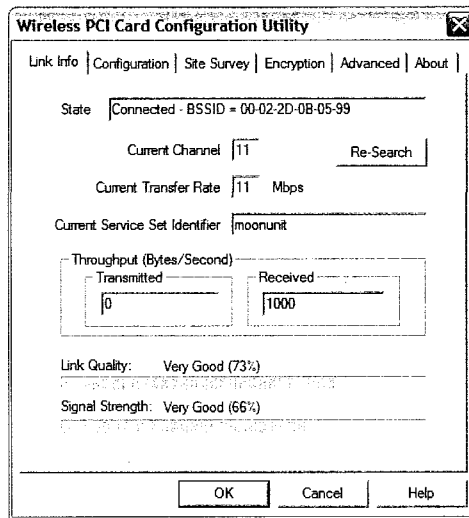 Wireless PCI Card Configuration Utility
Link Info Configuration Site Survey Encryption Advanced About
State Connected - BSSID = 00-02-2D-0B-05-99
Current Channel 11 Re-Search
Current Transfer Rate 11 Mbps
Current Service Set Identifier moonunit
Throughput (Bytes/Second)
Transmitted Received
0 1000
Link Quality: Very Good (73%)
Signal Strength: Very Good (66%)
OK Cancel Help